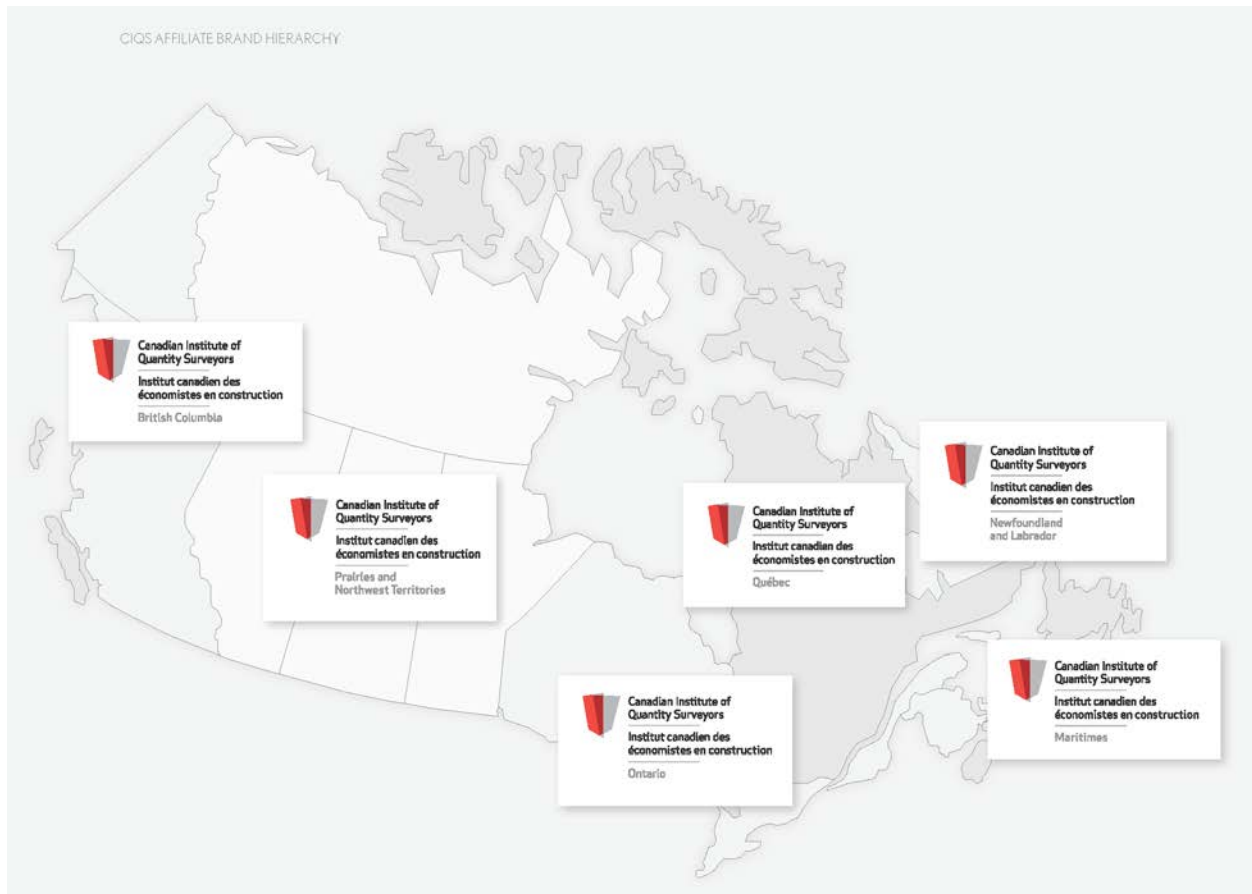 CIQS AFFILIATE BRAND HIERARCHY
Canadian Institute of
Quantity Surveyors
Institut canadien des
économistes en construction
British Columbia
Canadian Institute of
Quantity Surveyors
Institut canadien des
économistes en construction
Prairies and
Northwest Territories
Canadian Institute of
Quantity Surveyors
Institut canadien des
économistes en construction
Québec
Canadian Institute of
Quantity Surveyors
Institut canadien des
économistes en construction
Newfoundland
and Labrador
Canadian Institute of
Quantity Surveyors
Institut canadien des
économistes en construction
Ontario
Canadian Institute of
Quantity Surveyors
Institut canadien des
économistes en construction
Maritimes